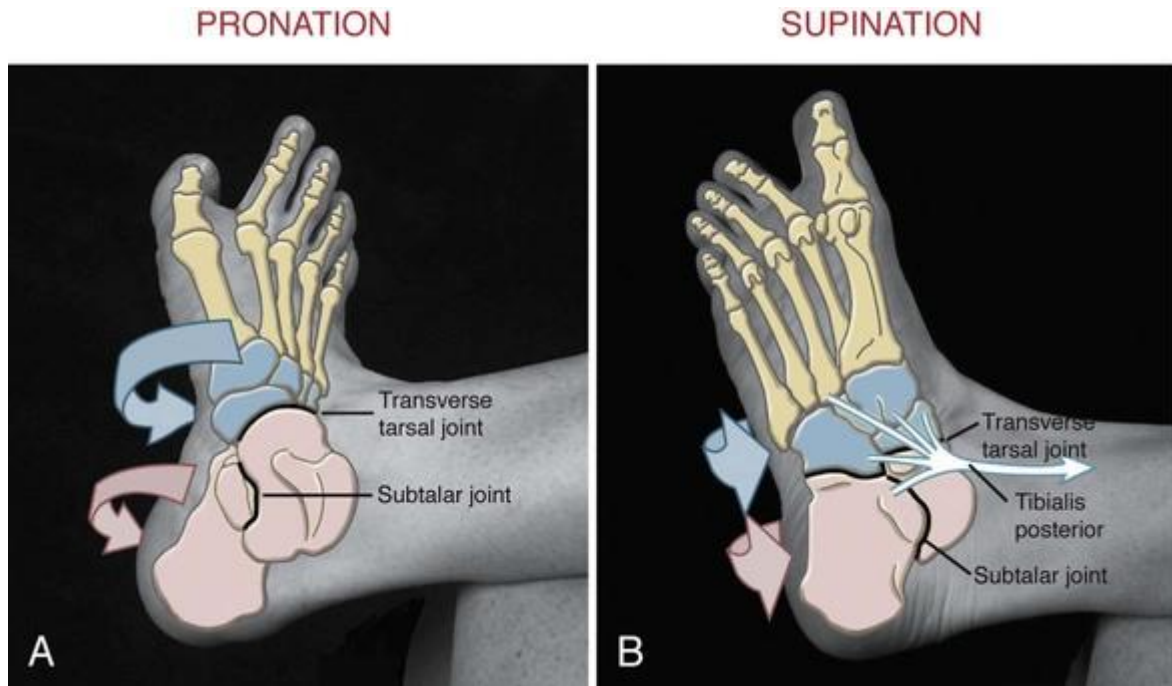 PRONATION
SUPINATION
Transverse
tarsal joint
Subtalar joint
A
Transverse
tarsal joint
Tibialis
posterior
Subtalar joint
B